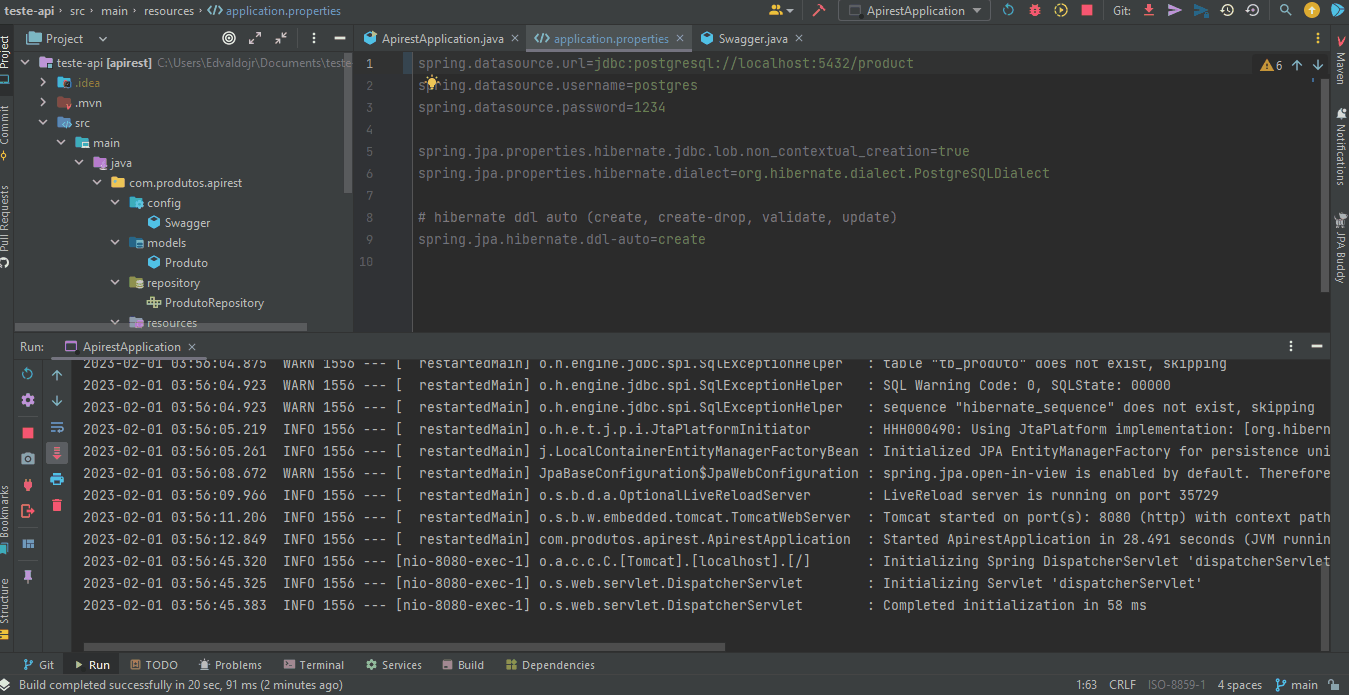 teste-api > src > main > resources > application.properties
ApirestApplication
Git:
Project
ApirestApplication.java
application.properties
Swagger.java
teste-api [apirest] C:\Users\Edvaldojr\Documents\teste-
.idea
.mvn
src
main
java
com.produtos.apirest
config
Swagger
models
Produto
repository
ProdutoRepository
resources
1 spring.datasource.url=jdbc:postgresql://localhost:5432/product
2 spring.datasource.username=postgres
3 spring.datasource.password=1234
4
5 spring.jpa.properties.hibernate.jdbc.lob.non_contextual_creation=true
6 spring.jpa.properties.hibernate.dialect=org.hibernate.dialect.PostgreSQLDialect
7
8 # hibernate ddl auto (create, create-drop, validate, update)
9 spring.jpa.hibernate.ddl-auto=create
10
6
Project
Commit
Pull Requests
Bookmarks
Structure
Maven
Notifications
JPA Buddy
Run: ApirestApplication
2023-02-01 03:56:04.875 WARN 1556 --- [ restartedMain] o.h.engine.jdbc.spi.SqlExceptionHelper : table "tb_produto" does not exist, skipping
2023-02-01 03:56:04.923 WARN 1556 --- [ restartedMain] o.h.engine.jdbc.spi.SqlExceptionHelper : SQL Warning Code: 0, SQLState: 00000
2023-02-01 03:56:04.923 WARN 1556 --- [ restartedMain] o.h.engine.jdbc.spi.SqlExceptionHelper : sequence "hibernate_sequence" does not exist, skipping
2023-02-01 03:56:05.219 INFO 1556 --- [ restartedMain] o.h.e.t.j.p.i.JtaPlatformInitiator : HHH000490: Using JtaPlatform implementation: [org.hibern
2023-02-01 03:56:05.261 INFO 1556 --- [ restartedMain] j.LocalContainerEntityManagerFactoryBean : Initialized JPA EntityManagerFactory for persistence uni
2023-02-01 03:56:08.672 WARN 1556 --- [ restartedMain] JpaBaseConfiguration$JpaWebConfiguration : spring.jpa.open-in-view is enabled by default. Therefore
2023-02-01 03:56:09.966 INFO 1556 --- [ restartedMain] o.s.b.d.a.OptionalLiveReloadServer : LiveReload server is running on port 35729
2023-02-01 03:56:11.206 INFO 1556 --- [ restartedMain] o.s.b.w.embedded.tomcat.TomcatWebServer : Tomcat started on port(s): 8080 (http) with context path
2023-02-01 03:56:12.849 INFO 1556 --- [ restartedMain] com.produtos.apirest.ApirestApplication : Started ApirestApplication in 28.491 seconds (JVM runnin
2023-02-01 03:56:45.320 INFO 1556 --- [nio-8080-exec-1] o.a.c.c.C.[Tomcat].[localhost].[/] : Initializing Spring DispatcherServlet 'dispatcherServlet
2023-02-01 03:56:45.325 INFO 1556 --- [nio-8080-exec-1] o.s.web.servlet.DispatcherServlet : Initializing Servlet 'dispatcherServlet'
2023-02-01 03:56:45.383 INFO 1556 --- [nio-8080-exec-1] o.s.web.servlet.DispatcherServlet : Completed initialization in 58 ms
Git Run TODO Problems Terminal Services Build Dependencies
Build completed successfully in 20 sec, 91 ms (2 minutes ago)
1:63 CRLF ISO-8859-1 4 spaces main